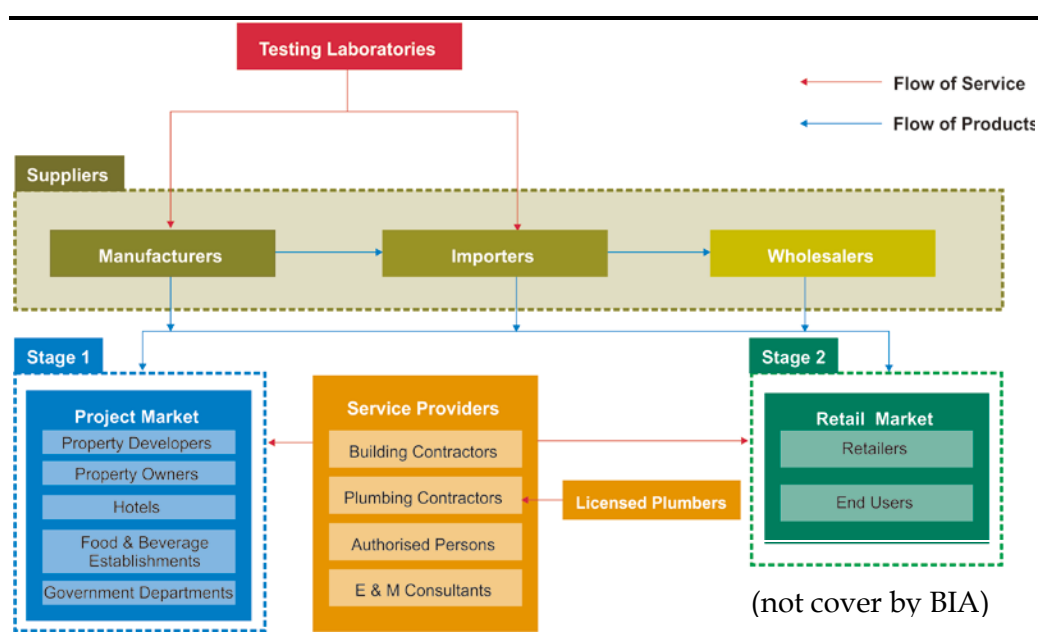 Testing Laboratories
Flow of Service
Flow of Products
Suppliers
Manufacturers
Importers
Wholesalers
Stage 1
Project Market
Property Developers
Property Owners
Hotels
Food & Beverage
Establishments
Government Departments
Service Providers
Building Contractors
Plumbing Contractors
Authorised Persons
E & M Consultants
Licensed Plumbers
Stage 2
Retail Market
Retailers
End Users
(not cover by BIA)